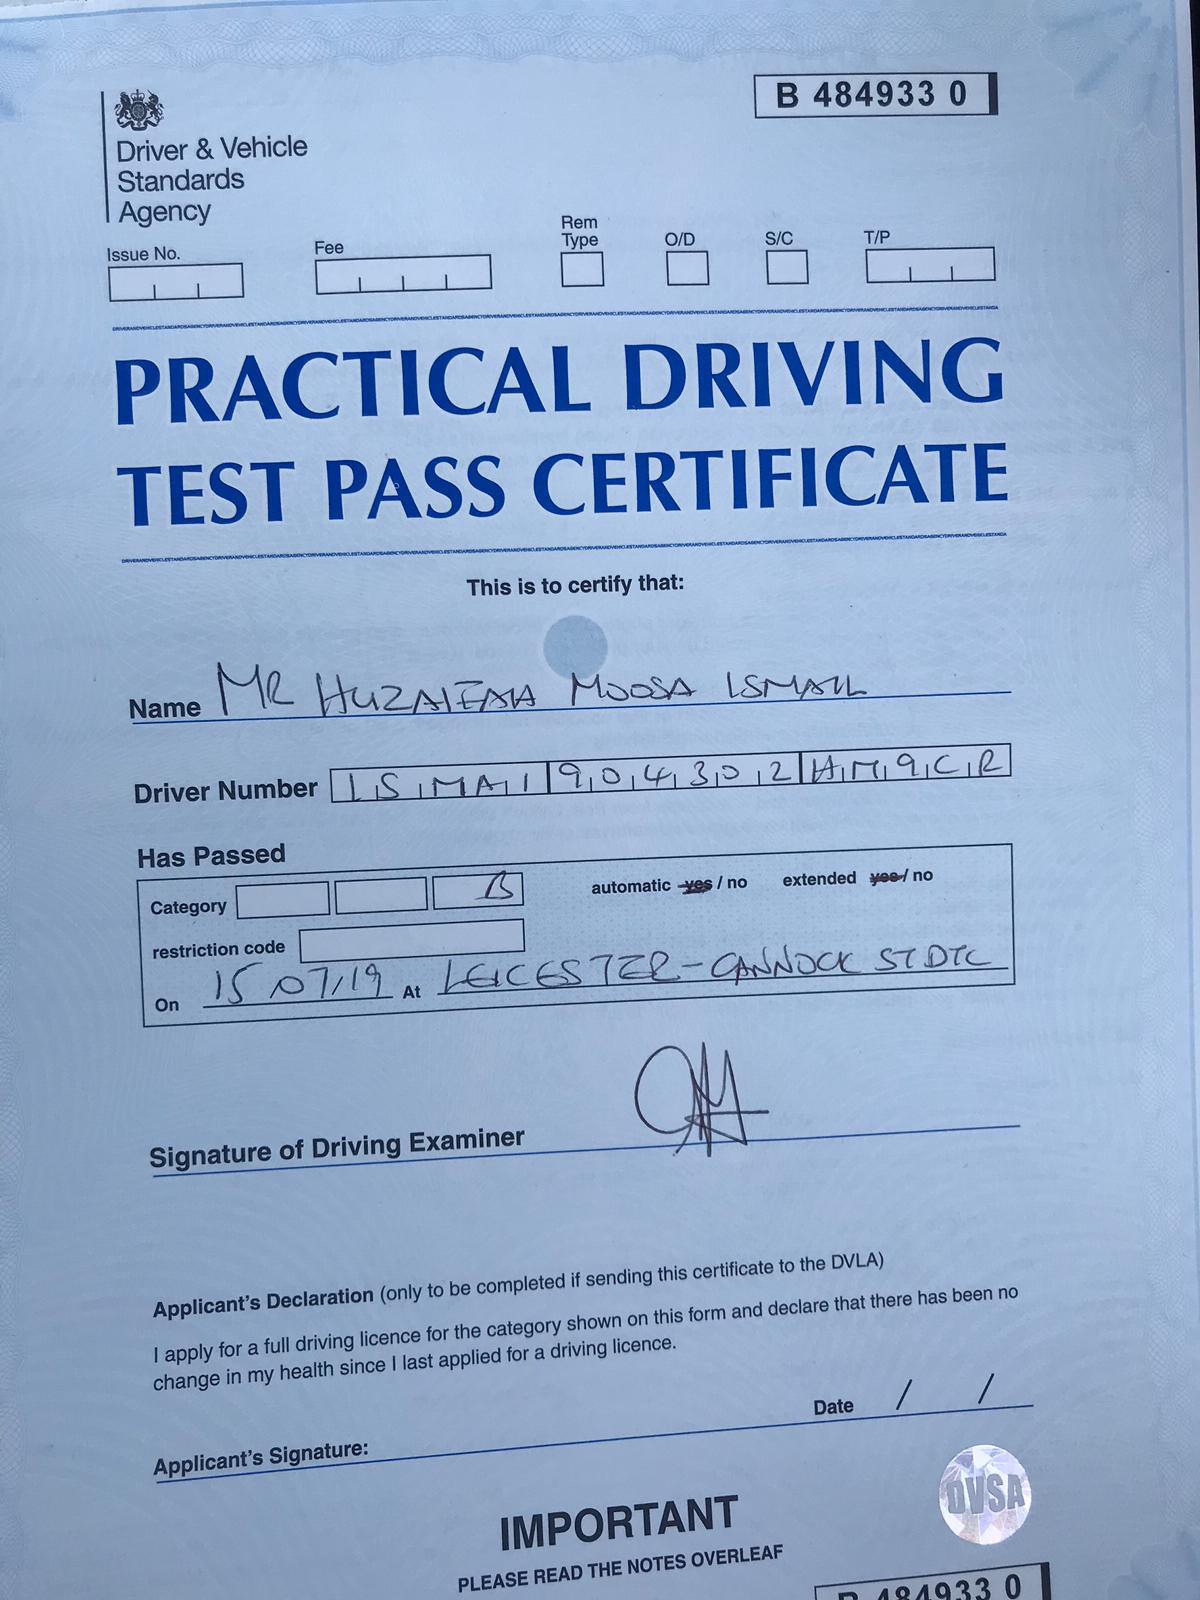 B 484933 0
Driver & Vehicle
Standards
Agency
Issue No.
Fee
Rem
Type
O/D
S/C
T/P
PRACTICAL DRIVING
TEST PASS CERTIFICATE
This is to certify that:
Name MR HUZAIFAH MOOSA ISMAIL
Driver Number ISMAI 904302 HM9CR
Has Passed
Category B automatic yes / no extended yes / no
restriction code
On 15/07/19 At LEICESTER-CANNOCK ST DTC
Signature of Driving Examiner
Applicant's Declaration (only to be completed if sending this certificate to the DVLA)
I apply for a full driving licence for the category shown on this form and declare that there has been no
change in my health since I last applied for a driving licence.
Date / /
Applicant's Signature:
DVSA
IMPORTANT
PLEASE READ THE NOTES OVERLEAF
B 484933 0